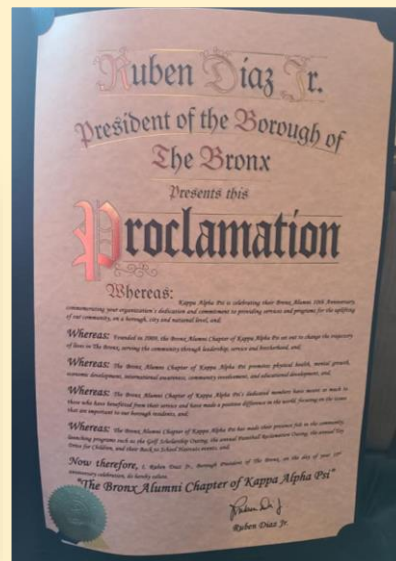 Ruben Diaz Jr.
President of the Borough of
The Bronx
Presents this
Proclamation
Whereas: Kappa Alpha Psi is celebrating their Bronx Alumni 10th Anniversary,
commemorating your organization's dedication and commitment to providing services and programs for the uplifting
of our community, on a borough, city and national level, and;
Whereas: Founded in 2009, the Bronx Alumni Chapter of Kappa Alpha Psi set out to change the trajectory
of lives in The Bronx, serving the community through leadership, service and brotherhood, and;
Whereas: The Bronx Alumni Chapter of Kappa Alpha Psi promotes physical health, mental growth,
economic development, international awareness, community involvement, and educational development, and;
Whereas: The Bronx Alumni Chapter of Kappa Alpha Psi's dedicated members have meant so much to
those who have benefited from their service and have made a positive difference in the world, focusing on the issues
that are important to our borough residents, and;
Whereas: The Bronx Alumni Chapter of Kappa Alpha Psi has made their presence felt in the community,
launching programs such as the Golf Scholarship Outing, the annual Reclamation Outing, the annual Toy
Drive for Children, and their Back to School Haircuts events; and;
Now therefore, I, Ruben Diaz Jr., Borough President of The Bronx, on the day of your 10th
anniversary celebration, do hereby salute:
"The Bronx Alumni Chapter of Kappa Alpha Psi"
Ruben Diaz Jr.